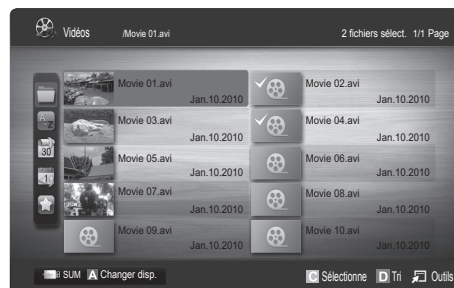 Vidéos /Movie 01.avi 2 fichiers sélect. 1/1 Page
Movie 01.avi Movie 02.avi
Jan.10.2010 Jan.10.2010
Movie 03.avi Movie 04.avi
Jan.10.2010 Jan.10.2010
Movie 05.avi Movie 06.avi
Jan.10.2010 Jan.10.2010
Movie 07.avi Movie 08.avi
Jan.10.2010 Jan.10.2010
Movie 09.avi Movie 10.avi
Jan.10.2010 Jan.10.2010
A
30
1
SUM A Changer disp. C Sélectionne D Tri Outils